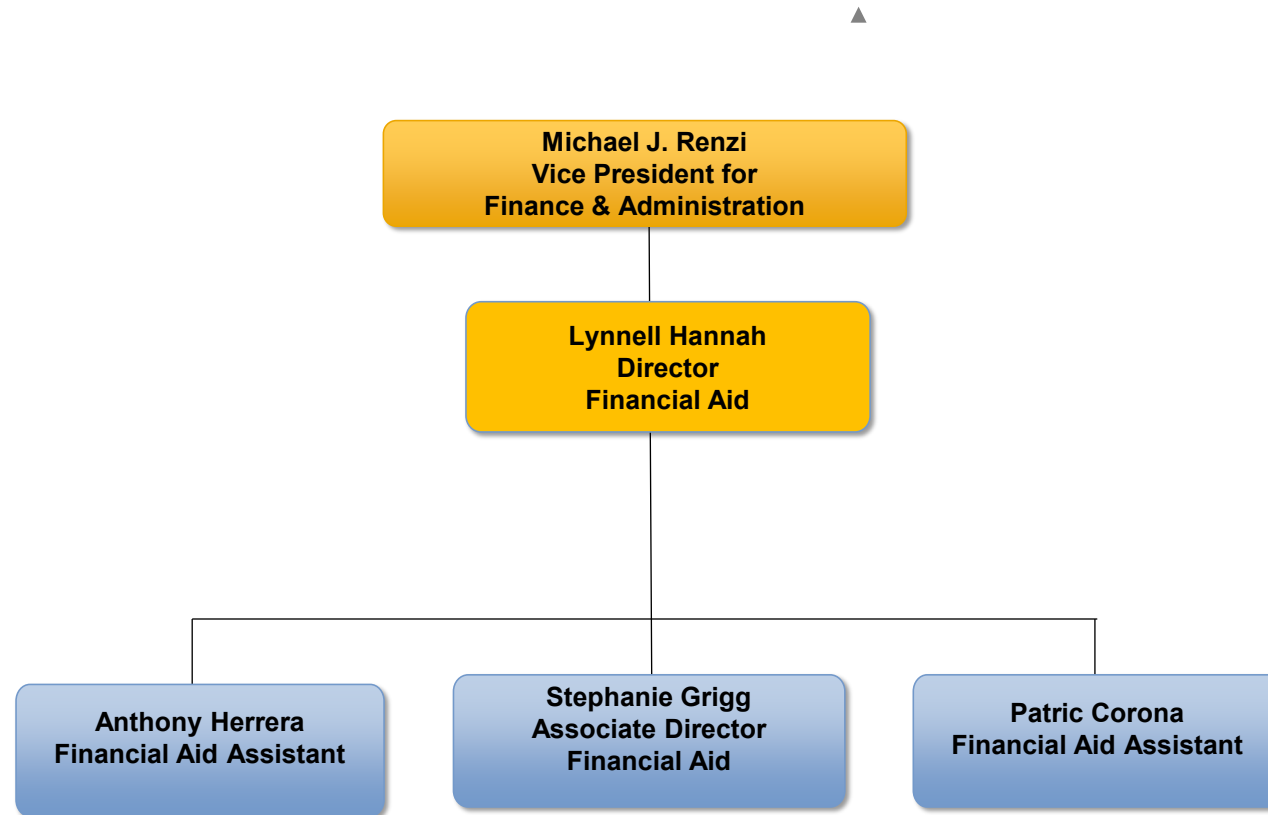 Michael J. Renzi
Vice President for
Finance & Administration
Lynnell Hannah
Director
Financial Aid
Anthony Herrera
Financial Aid Assistant
Stephanie Grigg
Associate Director
Financial Aid
Patric Corona
Financial Aid Assistant